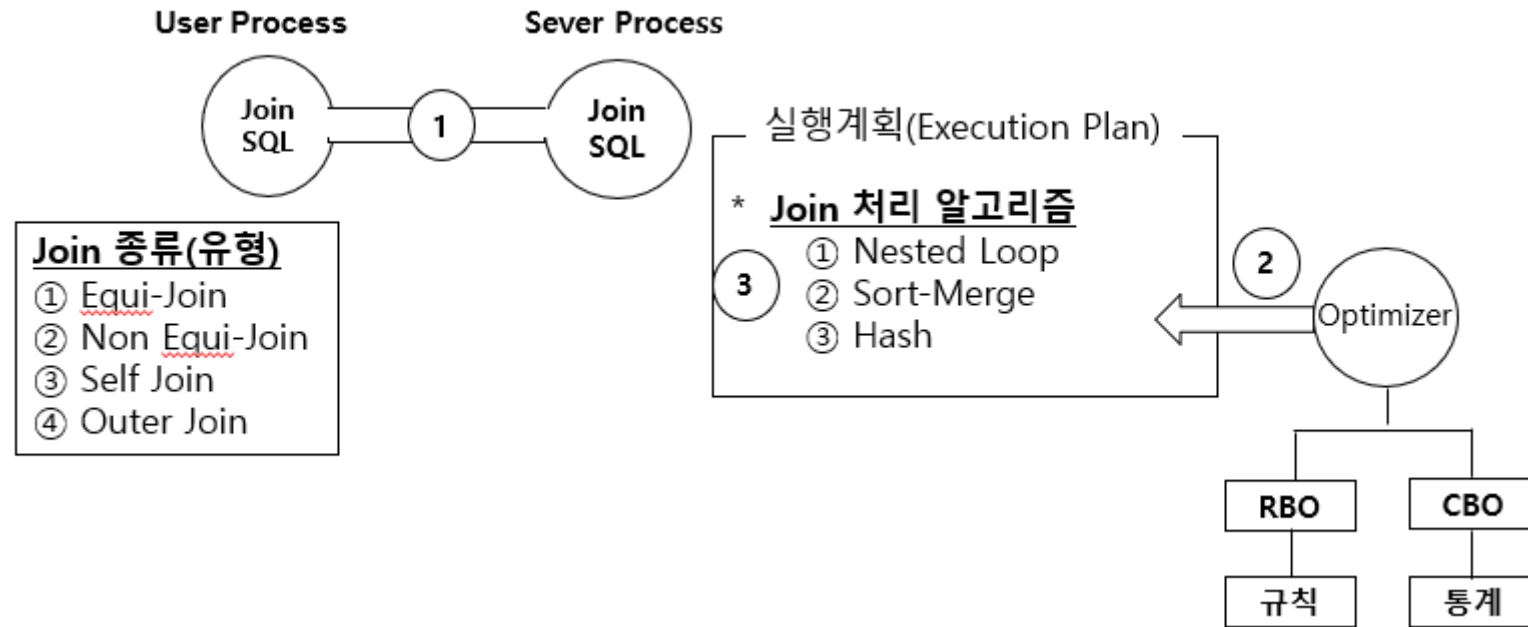 User Process
Sever Process
Join
SQL
1
Join
SQL
Join 종류(유형)
① Equi-Join
② Non Equi-Join
③ Self Join
④ Outer Join
실행계획(Execution Plan)
* Join 처리 알고리즘
① Nested Loop
② Sort-Merge
③ Hash
3
2
Optimizer
RBO
CBO
규칙
통계